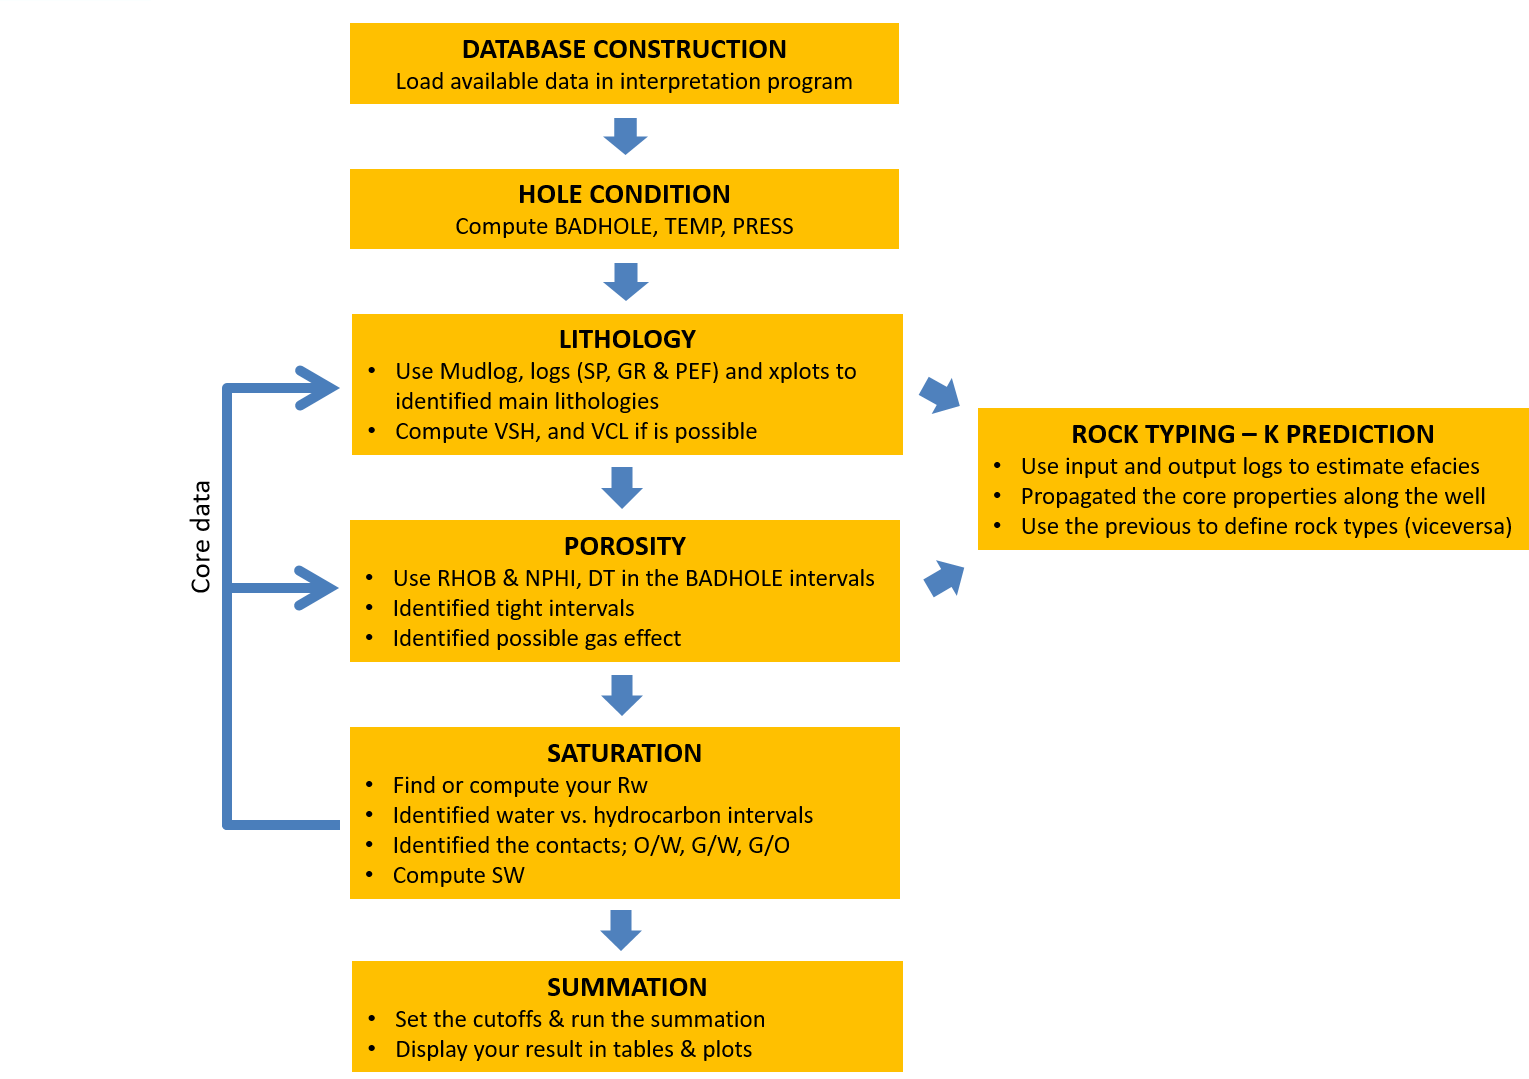 DATABASE CONSTRUCTION
Load available data in interpretation program
HOLE CONDITION
Compute BADHOLE, TEMP, PRESS
LITHOLOGY
• Use Mudlog, logs (SP, GR & PEF) and xplots to
identified main lithologies
• Compute VSH, and VCL if is possible
ROCK TYPING – K PREDICTION
• Use input and output logs to estimate efacies
• Propagated the core properties along the well
• Use the previous to define rock types (viceversa)
Core data
POROSITY
• Use RHOB & NPHI, DT in the BADHOLE intervals
• Identified tight intervals
• Identified possible gas effect
SATURATION
• Find or compute your Rw
• Identified water vs. hydrocarbon intervals
• Identified the contacts; O/W, G/W, G/O
• Compute SW
SUMMATION
• Set the cutoffs & run the summation
• Display your result in tables & plots